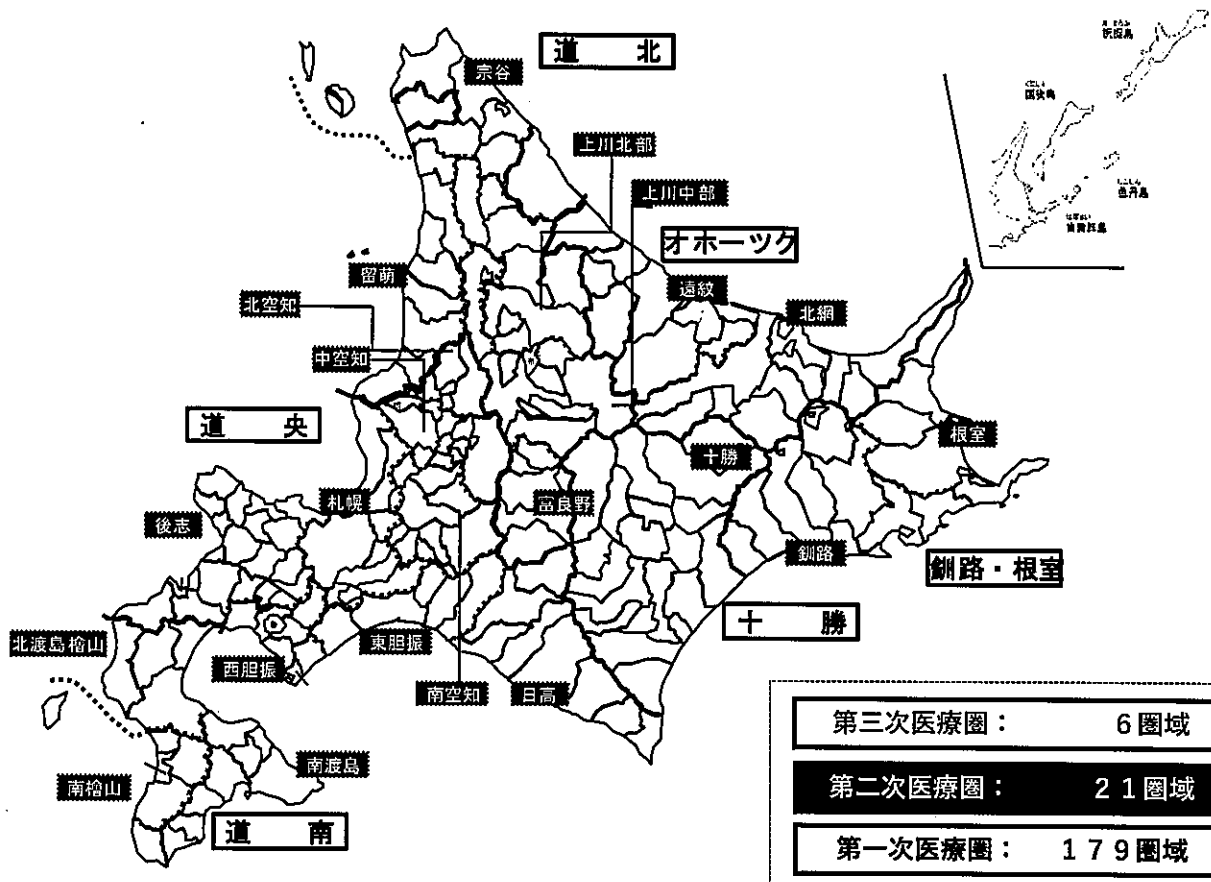 道　北
宗谷
上川北部
上川中部
オホーツク
留萌
遠紋
北空知
北網
中空知
道　央
根室
十勝
札幌
富良野
後志
釧路
釧路・根室
十　勝
北渡島檜山
東胆振
西胆振
南空知
日高
南渡島
南檜山
道　南
択捉島
国後島
色丹島
第三次医療圏：　６圏域
第二次医療圏：　２１圏域
第一次医療圏：　１７９圏域